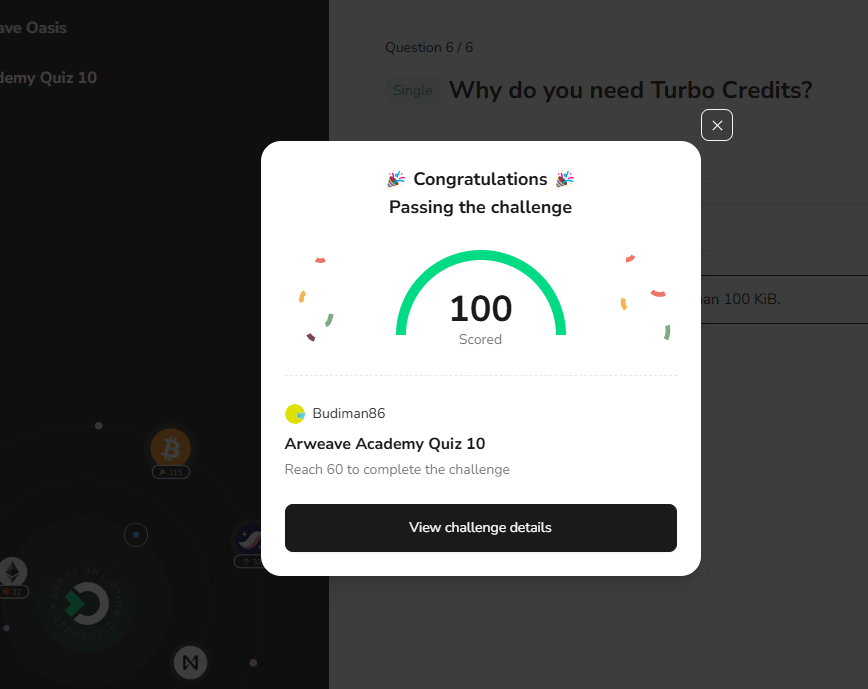 ave Oasis
demy Quiz 10
Question 6 / 6
Single Why do you need Turbo Credits?
🎉 Congratulations 🎉
Passing the challenge
100
Scored
an 100 KiB.
Budiman86
Arweave Academy Quiz 10
Reach 60 to complete the challenge
View challenge details
115
22